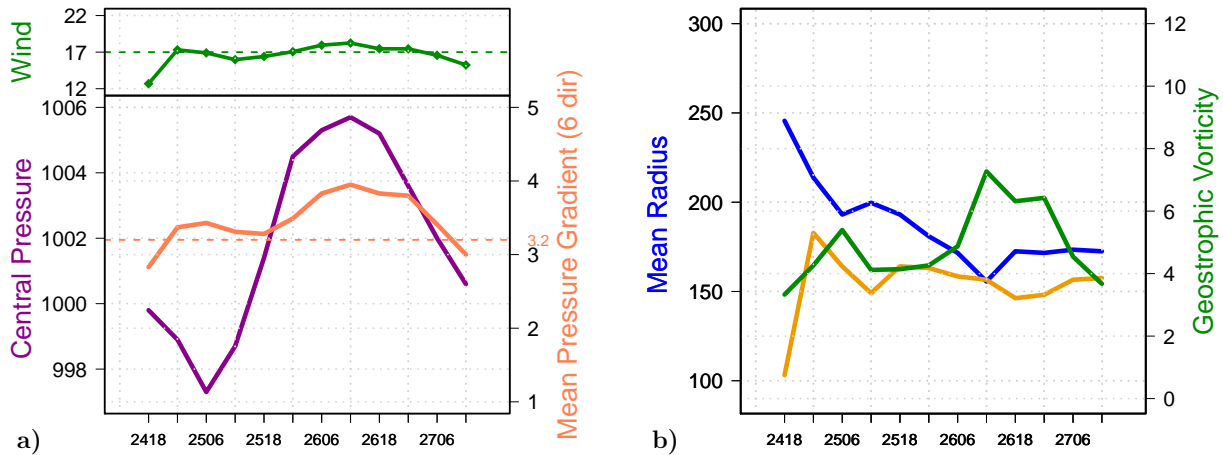 Wind
22
17
12
Central Pressure
1006
1004
1002
1000
998
5
4
3.2
3
2
1
Mean Pressure Gradient (6 dir)
2418 2506 2518 2606 2618 2706
a)
Mean Radius
300
250
200
150
100
12
10
8
6
4
2
0
Geostrophic Vorticity
2418 2506 2518 2606 2618 2706
b)